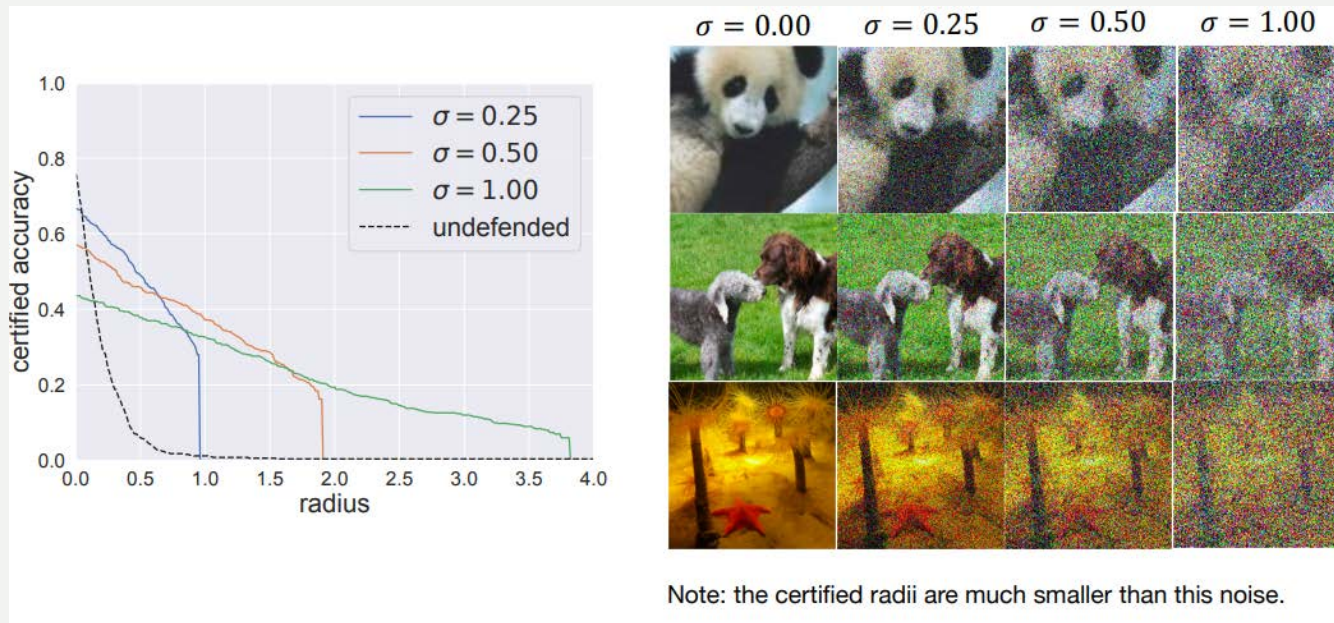 1.0
0.8
0.6
0.4
0.2
0.0
certified accuracy
0.0 0.5 1.0 1.5 2.0 2.5 3.0 3.5 4.0
radius
σ = 0.25
σ = 0.50
σ = 1.00
undefended
σ = 0.00 σ = 0.25 σ = 0.50 σ = 1.00
Note: the certified radii are much smaller than this noise.